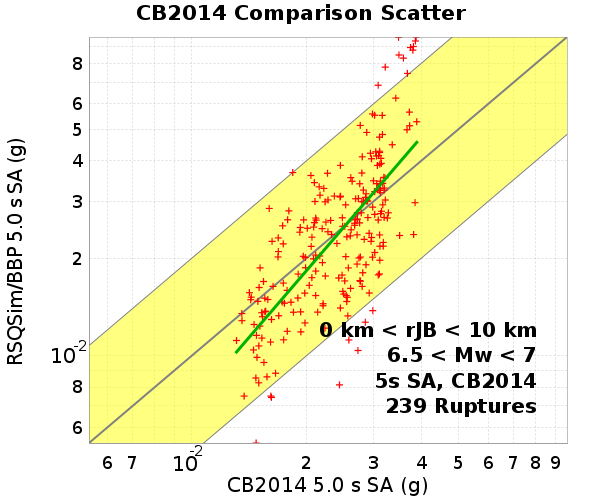 CB2014 Comparison Scatter
RSQSim/BBP 5.0 s SA (g)
8
6
5
4
3
2
10-2
8
6
0 km < rJB < 10 km
6.5 < Mw < 7
5s SA, CB2014
239 Ruptures
6 7 10-2 2 3 4 5 6 7 8 9
CB2014 5.0 s SA (g)